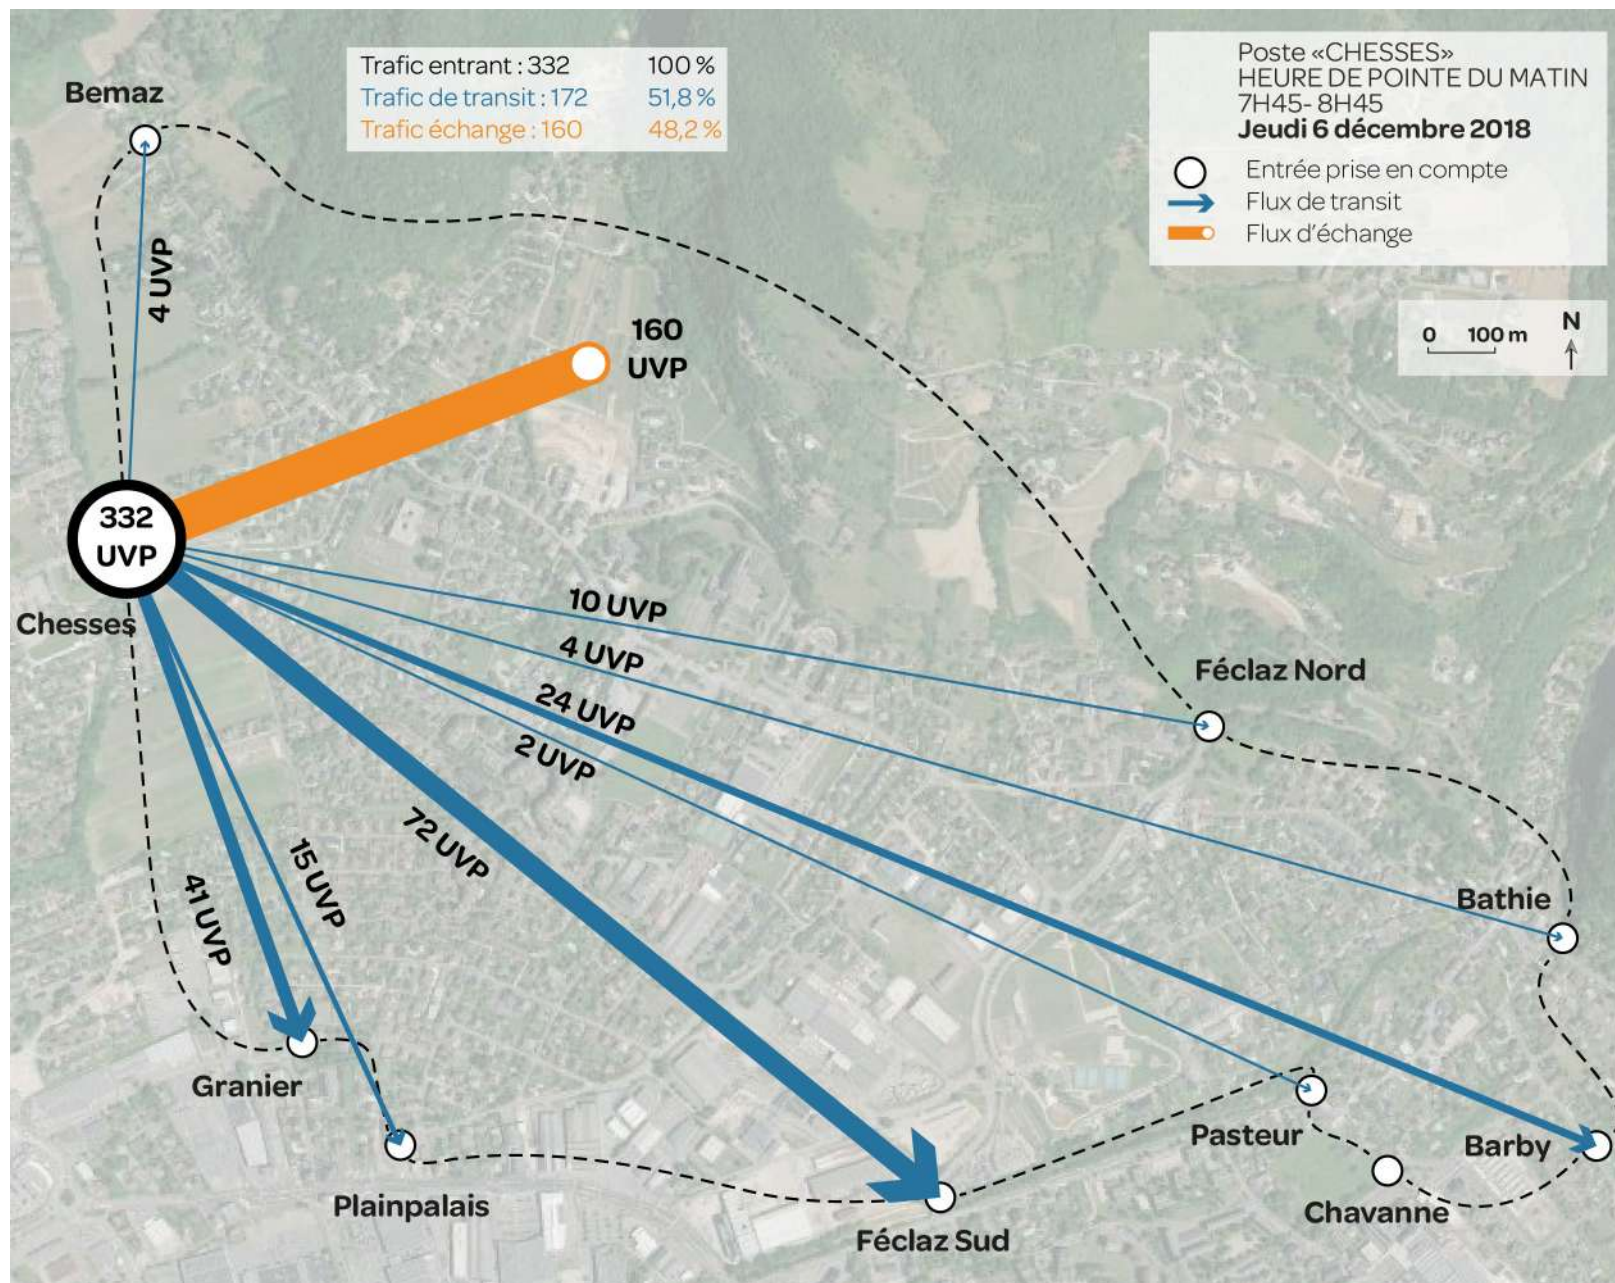 Bemaz
Trafic entrant : 332 100 %
Trafic de transit : 172 51,8 %
Trafic échange : 160 48,2 %
Poste «CHESSES»
HEURE DE POINTE DU MATIN
7H45- 8H45
Jeudi 6 décembre 2018
Entrée prise en compte
Flux de transit
Flux d'échange
0 100 m
N
4 UVP
160
UVP
332
UVP
Chesses
10 UVP
4 UVP
24 UVP
2 UVP
72 UVP
15 UVP
41 UVP
Féclaz Nord
Bathie
Granier
Plainpalais
Féclaz Sud
Pasteur
Barby
Chavanne